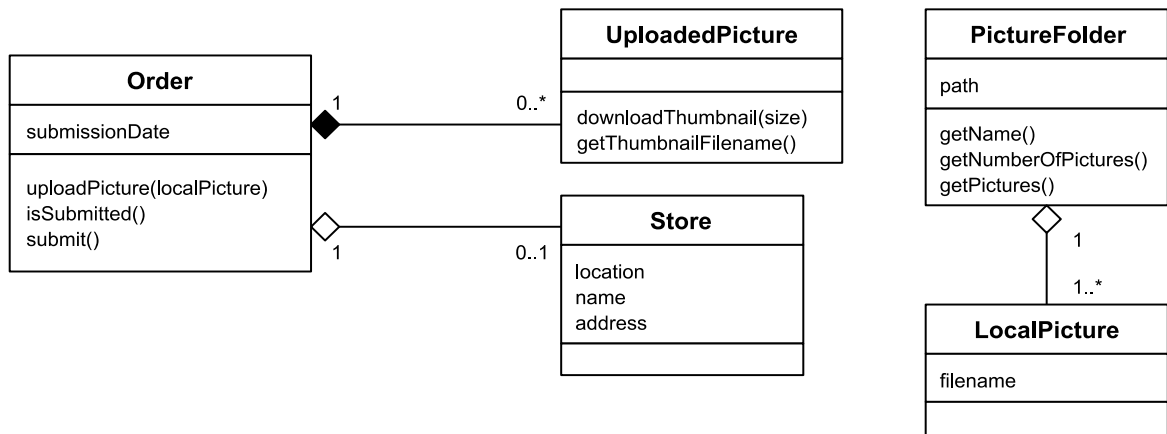 Order
submissionDate
uploadPicture(localPicture)
isSubmitted()
submit()
1
0..*
1
0..1
UploadedPicture
downloadThumbnail(size)
getThumbnailFilename()
Store
location
name
address
PictureFolder
path
getName()
getNumberOfPictures()
getPictures()
1
1..*
LocalPicture
filename